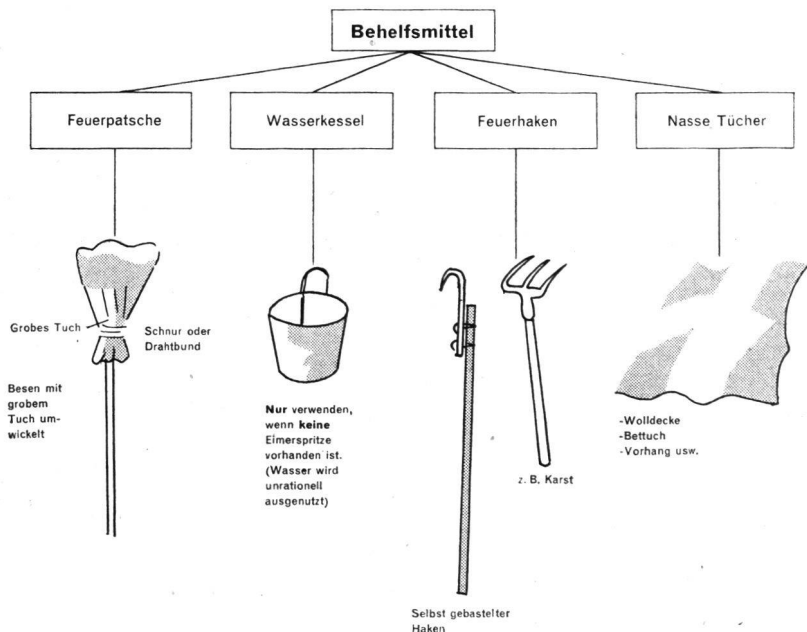 Behelfsmittel
Feuerpatsche
Wasserkessel
Feuerhaken
Nasse Tücher
Grobes Tuch
Schnur oder
Drahtbund
Besen mit
grobem
Tuch um-
wickelt
Nur verwenden,
wenn keine
Eimerspritze
vorhanden ist.
(Wasser wird
unrationell
ausgenutzt)
Selbst gebastelter
Haken
z. B. Karst
-Wolldecke
-Bettuch
-Vorhang usw.